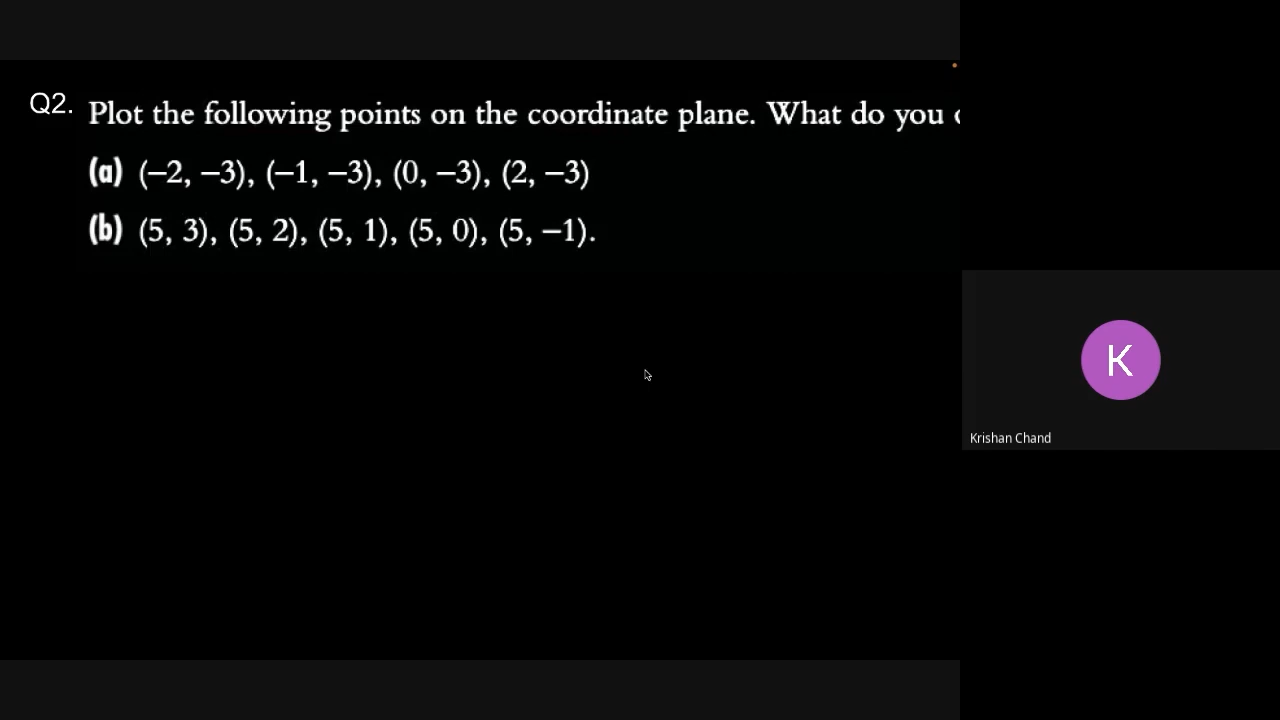 Q2. Plot the following points on the coordinate plane. What do you
(a) (−2, −3), (−1, −3), (0, −3), (2, −3)
(b) (5, 3), (5, 2), (5, 1), (5, 0), (5, −1).
K
Krishan Chand